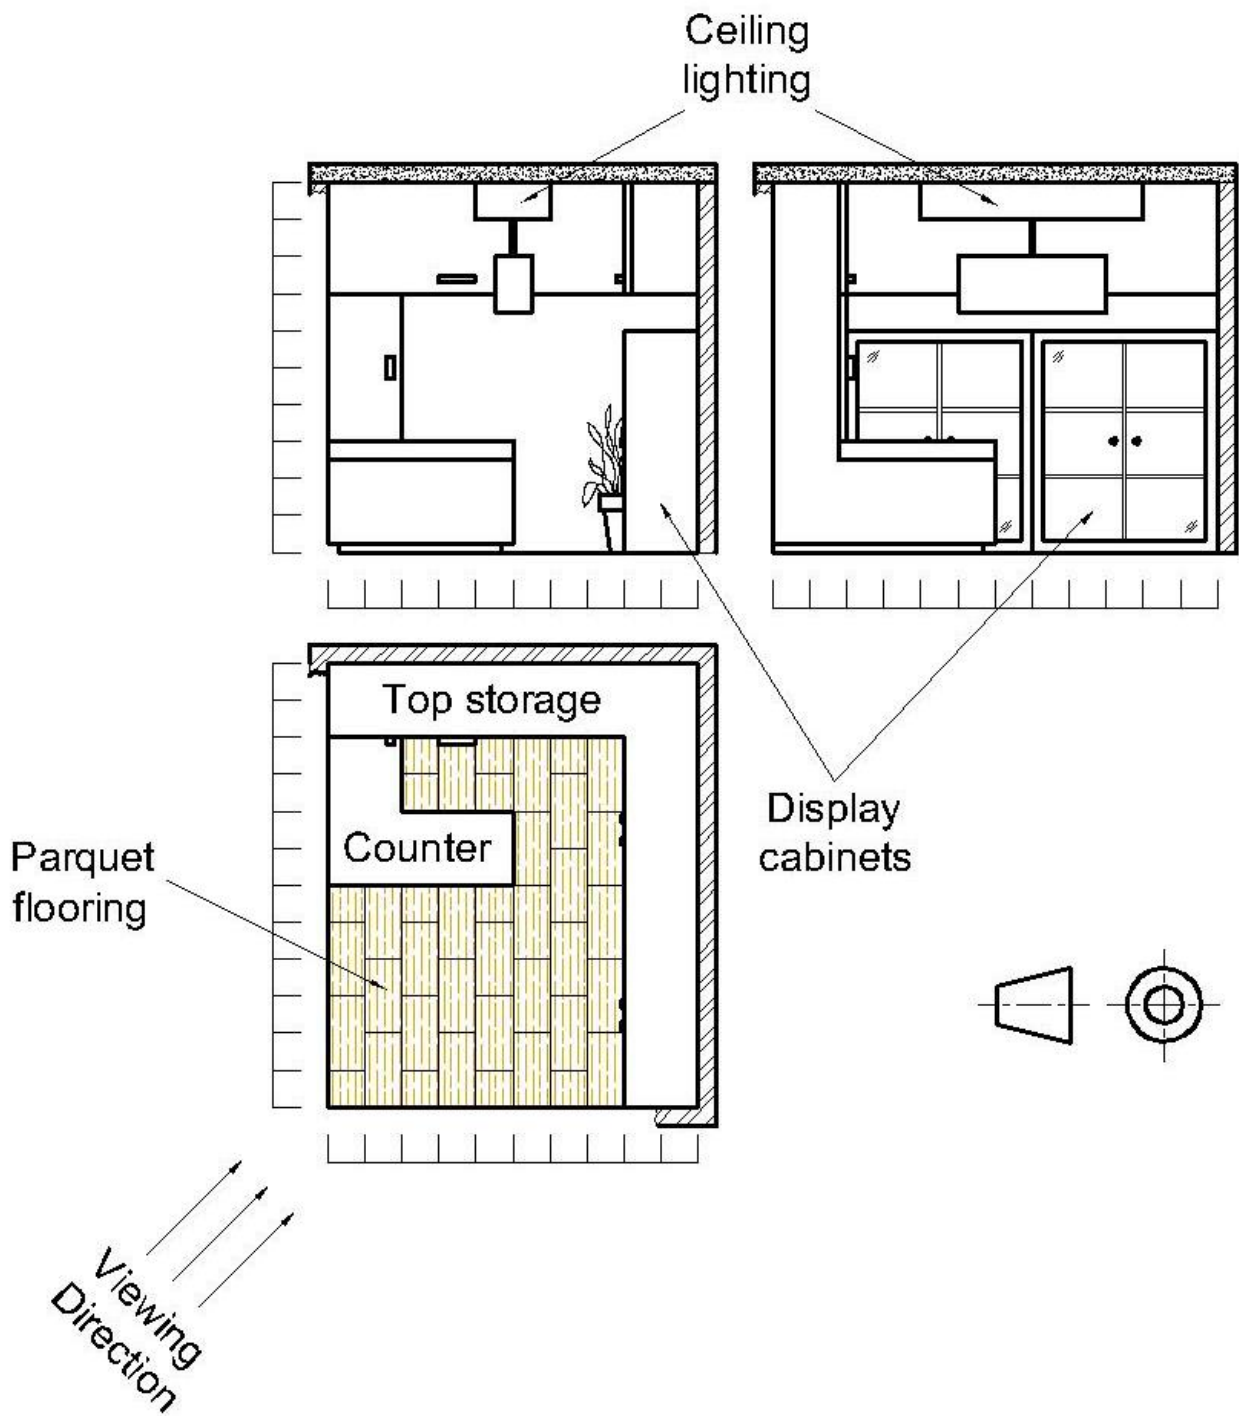 Ceiling
lighting
Top storage
Counter
Display
cabinets
Parquet
flooring
Viewing
Direction